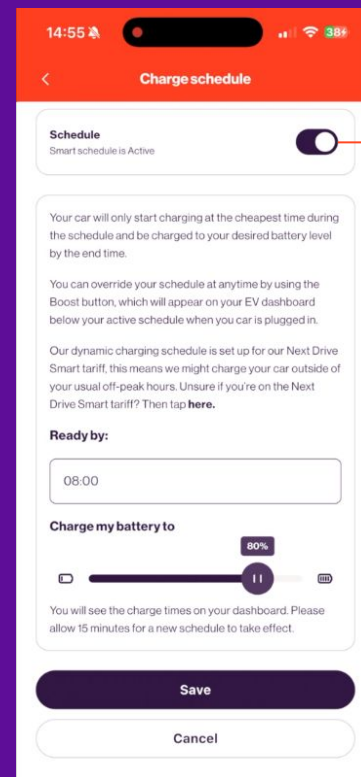 14:55
38
Charge schedule
Schedule
Smart schedule is Active
Your car will only start charging at the cheapest time during
the schedule and be charged to your desired battery level
by the end time.
You can override your schedule at anytime by using the
Boost button, which will appear on your EV dashboard
below your active schedule when you car is plugged in.
Our dynamic charging schedule is set up for our Next Drive
Smart tariff, this means we might charge your car outside of
your usual off-peak hours. Unsure if you're on the Next
Drive Smart tariff? Then tap here.
Ready by:
08:00
Charge my battery to
80%
You will see the charge times on your dashboard. Please
allow 15 minutes for a new schedule to take effect.
Save
Cancel